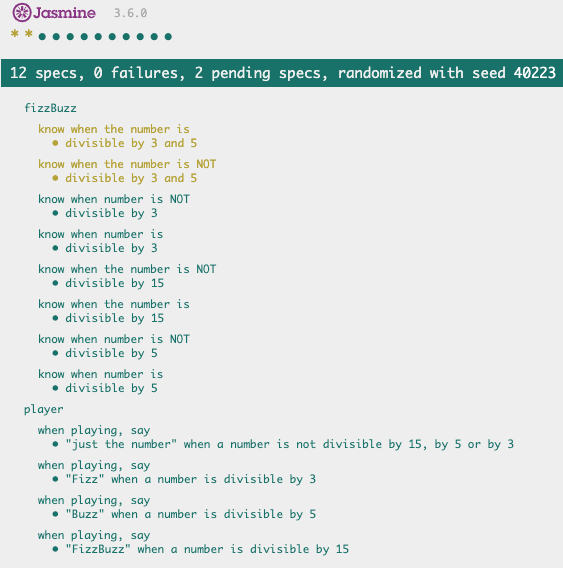 Jasmine 3.6.0
* * • • • • • • • • • •
12 specs, 0 failures, 2 pending specs, randomized with seed 40223
fizzBuzz
know when the number is
• divisible by 3 and 5
know when the number is NOT
• divisible by 3 and 5
know when number is NOT
• divisible by 3
know when number is
• divisible by 3
know when the number is NOT
• divisible by 15
know when the number is
• divisible by 15
know when number is NOT
• divisible by 5
know when number is
• divisible by 5
player
when playing, say
• "just the number" when a number is not divisible by 15, by 5 or by 3
when playing, say
• "Fizz" when a number is divisible by 3
when playing, say
• "Buzz" when a number is divisible by 5
when playing, say
• "FizzBuzz" when a number is divisible by 15